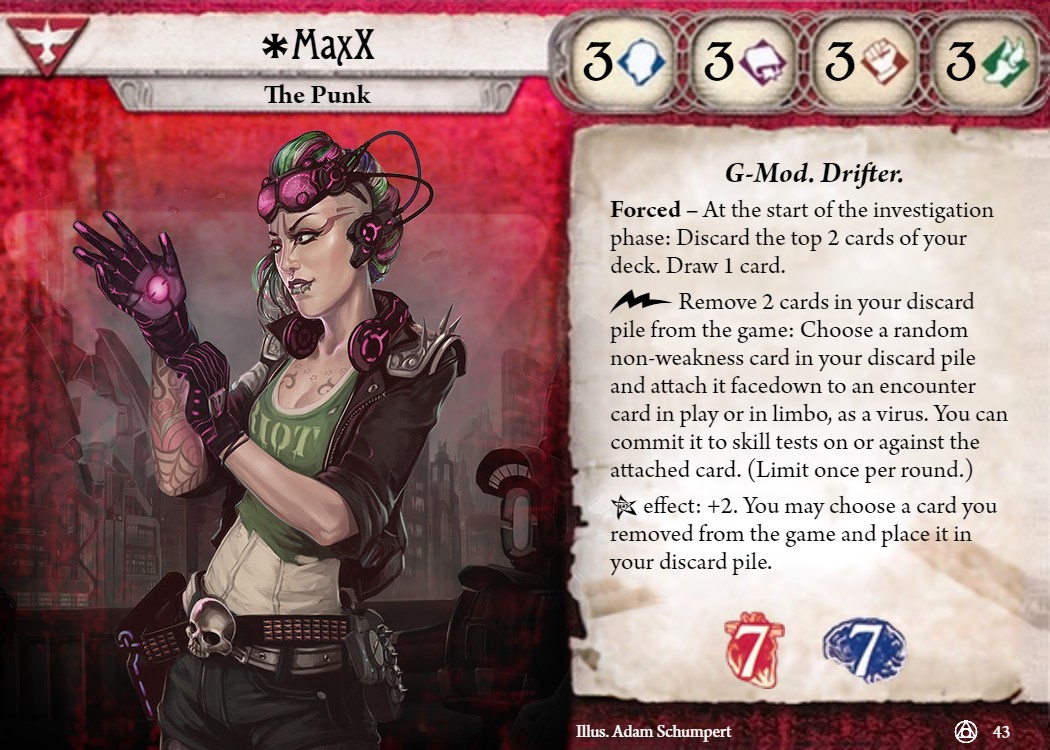 *MaxX
The Punk
3 3 3 3
G-Mod. Drifter.
Forced – At the start of the investigation
phase: Discard the top 2 cards of your
deck. Draw 1 card.
Remove 2 cards in your discard
pile from the game: Choose a random
non-weakness card in your discard pile
and attach it facedown to an encounter
card in play or in limbo, as a virus. You can
commit it to skill tests on or against the
attached card. (Limit once per round.)
effect: +2. You may choose a card you
removed from the game and place it in
your discard pile.
7 7
RIOT
Illus. Adam Schumpert
43